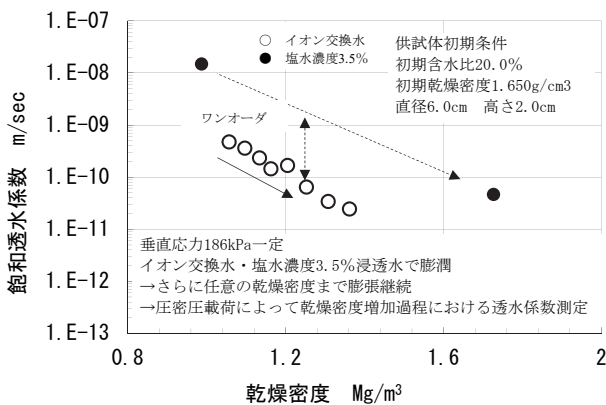 1.E-07
1.E-08
1.E-09
1.E-10
1.E-11
1.E-12
1.E-13
飽和透水係数 m/sec
イオン交換水
塩水濃度3.5%
供試体初期条件
初期含水比20.0%
初期乾燥密度1.650g/cm3
直径6.0cm 高さ2.0cm
ワンオーダ
垂直応力186kPa一定
イオン交換水・塩水濃度3.5%浸透水で膨潤
→さらに任意の乾燥密度まで膨張継続
→圧密圧載荷によって乾燥密度増加過程における透水係数測定
0.8
1.2
1.6
2
乾燥密度 Mg/m³